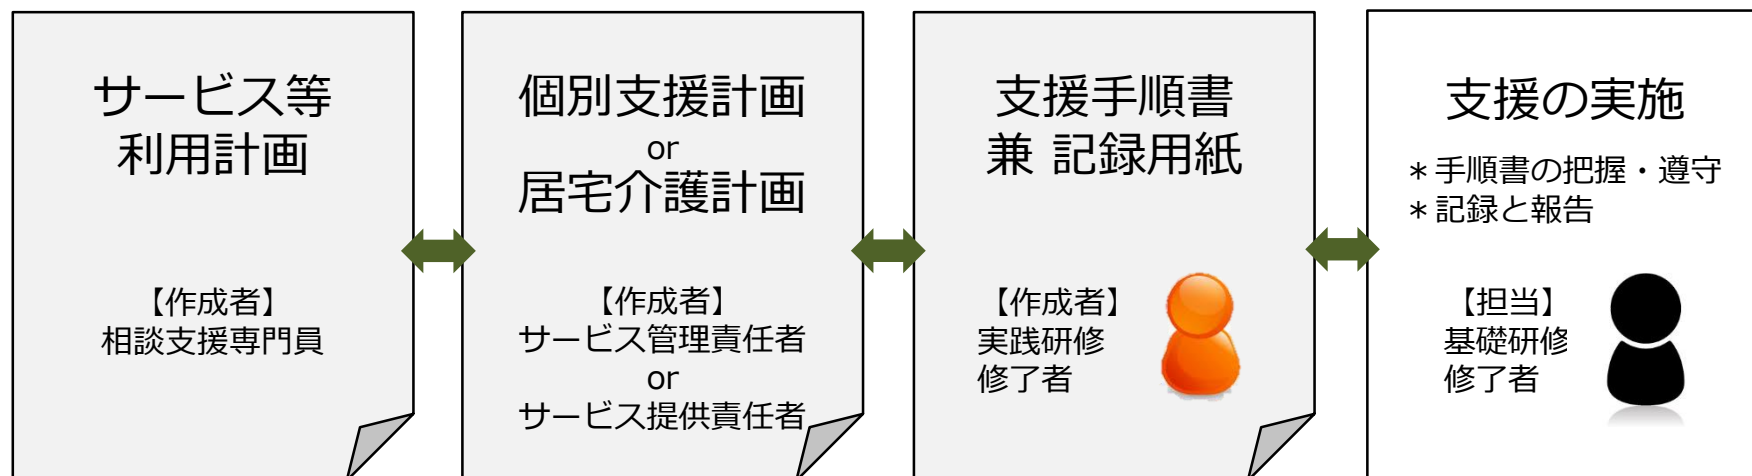 サービス等
利用計画
【作成者】
相談支援専門員
個別支援計画
or
居宅介護計画
【作成者】
サービス管理責任者
or
サービス提供責任者
支援手順書
兼 記録用紙
【作成者】
実践研修
修了者
支援の実施
＊手順書の把握・遵守
＊記録と報告
【担当】
基礎研修
修了者